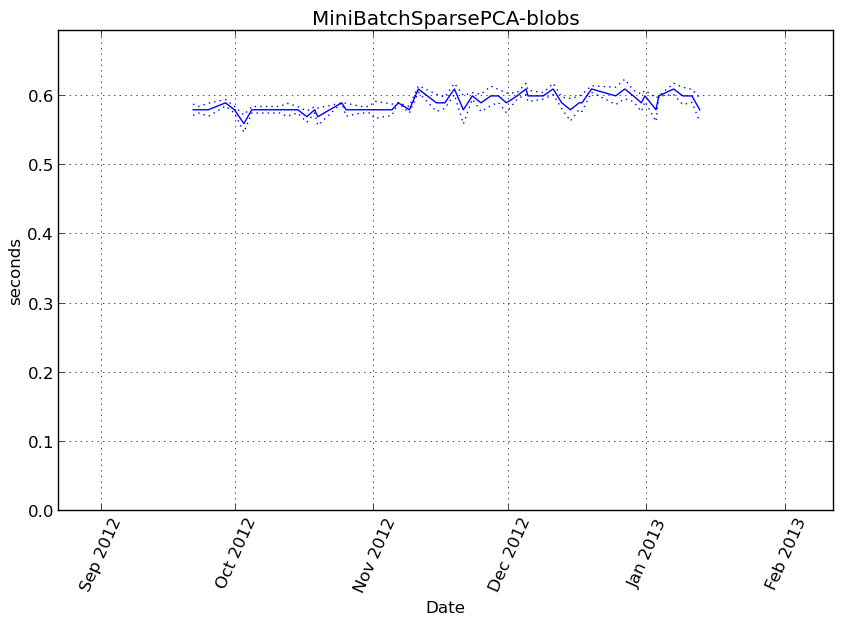 MiniBatchSparsePCA-blobs
0.6
0.5
0.4
0.3
0.2
0.1
0.0
seconds
Sep 2012
Oct 2012
Nov 2012
Dec 2012
Jan 2013
Feb 2013
Date